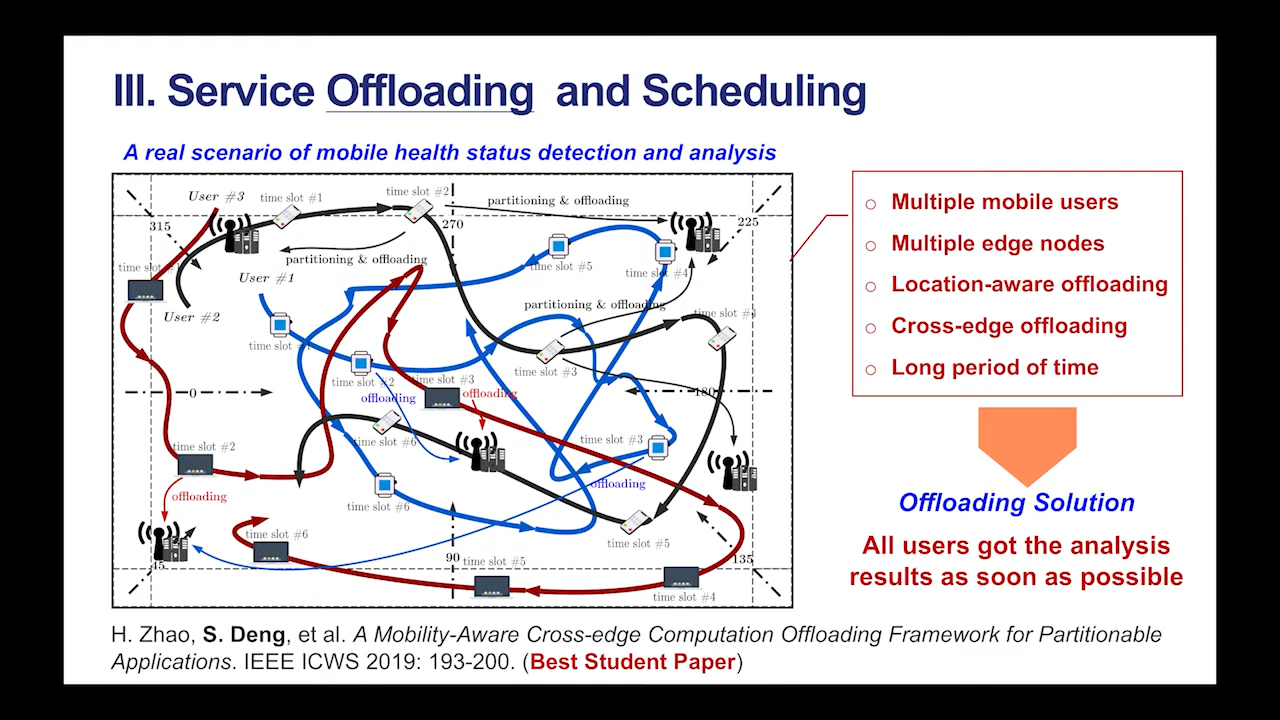 III. Service Offloading and Scheduling
A real scenario of mobile health status detection and analysis
User #3
time slot #1
time slot #2
partitioning & offloading
315
270
225
time slot
partitioning & offloading
User #1
time slot #5
time slot #4
User #2
partitioning & offloading
time slot
time slot
time slot #2
time slot #3
time slot #3
0
180
offloading
offloading
time slot #6
time slot #3
time slot #2
offloading
offloading
time slot #6
time slot #6
time slot #5
90
time slot #5
45
135
time slot #4
Multiple mobile users
Multiple edge nodes
Location-aware offloading
Cross-edge offloading
Long period of time
Offloading Solution
All users got the analysis
results as soon as possible
H. Zhao, S. Deng, et al. A Mobility-Aware Cross-edge Computation Offloading Framework for Partitionable
Applications. IEEE ICWS 2019: 193-200. (Best Student Paper)